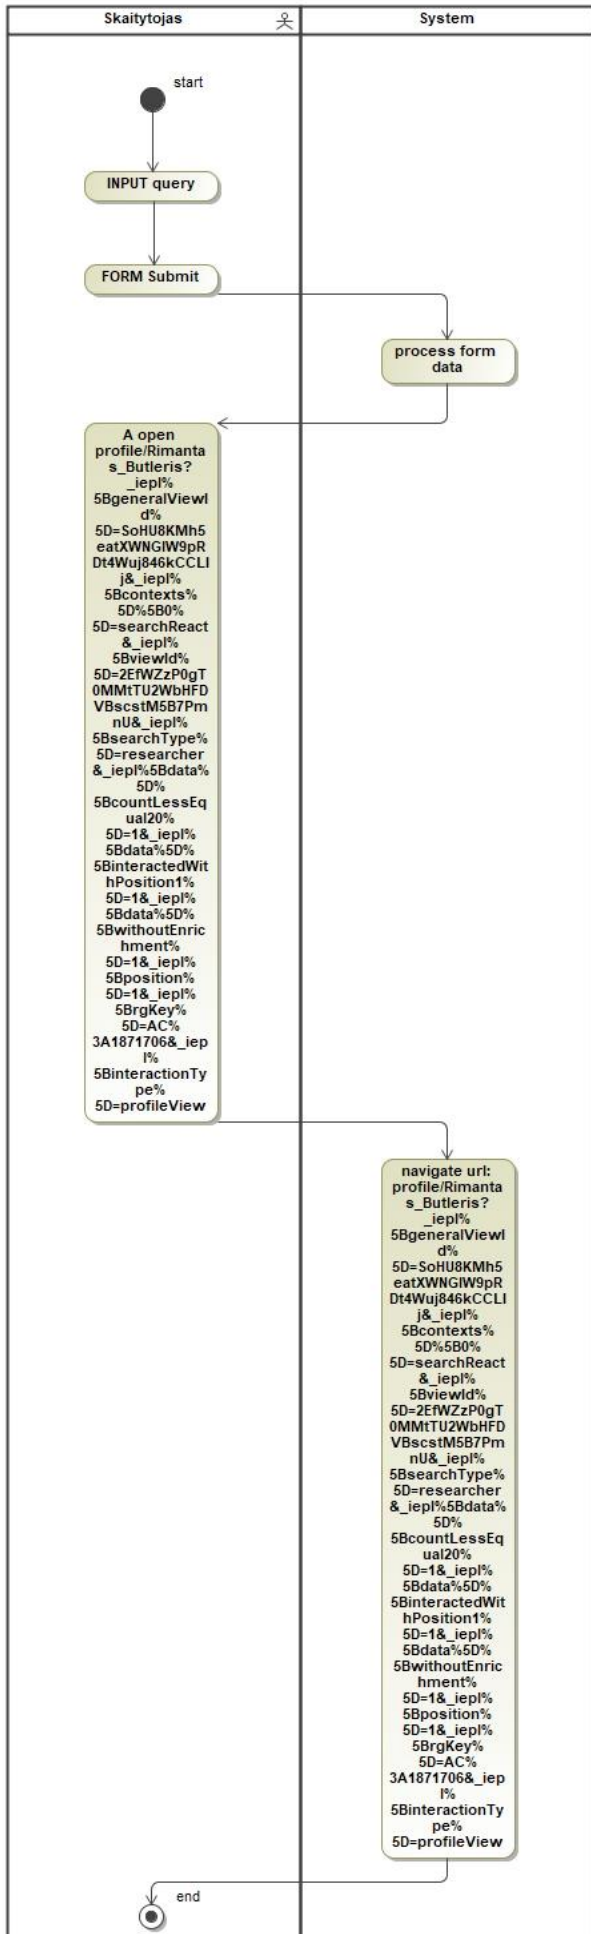 Skaitytojas
System
start
INPUT query
FORM Submit
process form
data
A open
profile/Rimanta
s_Butleris?
_iepl%
5BgeneralViewI
d%
5D=SoHU8KMh5
eatXWNGIW9pR
Dt4Wuj846kCCLI
j&_iepl%
5Bcontexts%
5D%5B0%
5D=searchReact
&_iepl%
5BviewId%
5D=2EfWZzP0gT
0MMtTU2WbHFD
VBscstM5B7Pm
nU&_iepl%
5BsearchType%
5D=researcher
&_iepl%5Bdata%
5D%
5BcountLessEq
ual20%
5D=1&_iepl%
5Bdata%5D%
5BinteractedWit
hPosition1%
5D=1&_iepl%
5Bdata%5D%
5BwithoutEnric
hment%
5D=1&_iepl%
5Bposition%
5D=1&_iepl%
5BrgKey%
5D=AC%
3A1871706&_iep
l%
5BinteractionTy
pe%
5D=profileView
navigate url:
profile/Rimanta
s_Butleris?
_iepl%
5BgeneralViewI
d%
5D=SoHU8KMh5
eatXWNGIW9pR
Dt4Wuj846kCCLI
j&_iepl%
5Bcontexts%
5D%5B0%
5D=searchReact
&_iepl%
5BviewId%
5D=2EfWZzP0gT
0MMtTU2WbHFD
VBscstM5B7Pm
nU&_iepl%
5BsearchType%
5D=researcher
&_iepl%5Bdata%
5D%
5BcountLessEq
ual20%
5D=1&_iepl%
5Bdata%5D%
5BinteractedWit
hPosition1%
5D=1&_iepl%
5Bdata%5D%
5BwithoutEnric
hment%
5D=1&_iepl%
5Bposition%
5D=1&_iepl%
5BrgKey%
5D=AC%
3A1871706&_iep
l%
5BinteractionTy
pe%
5D=profileView
end